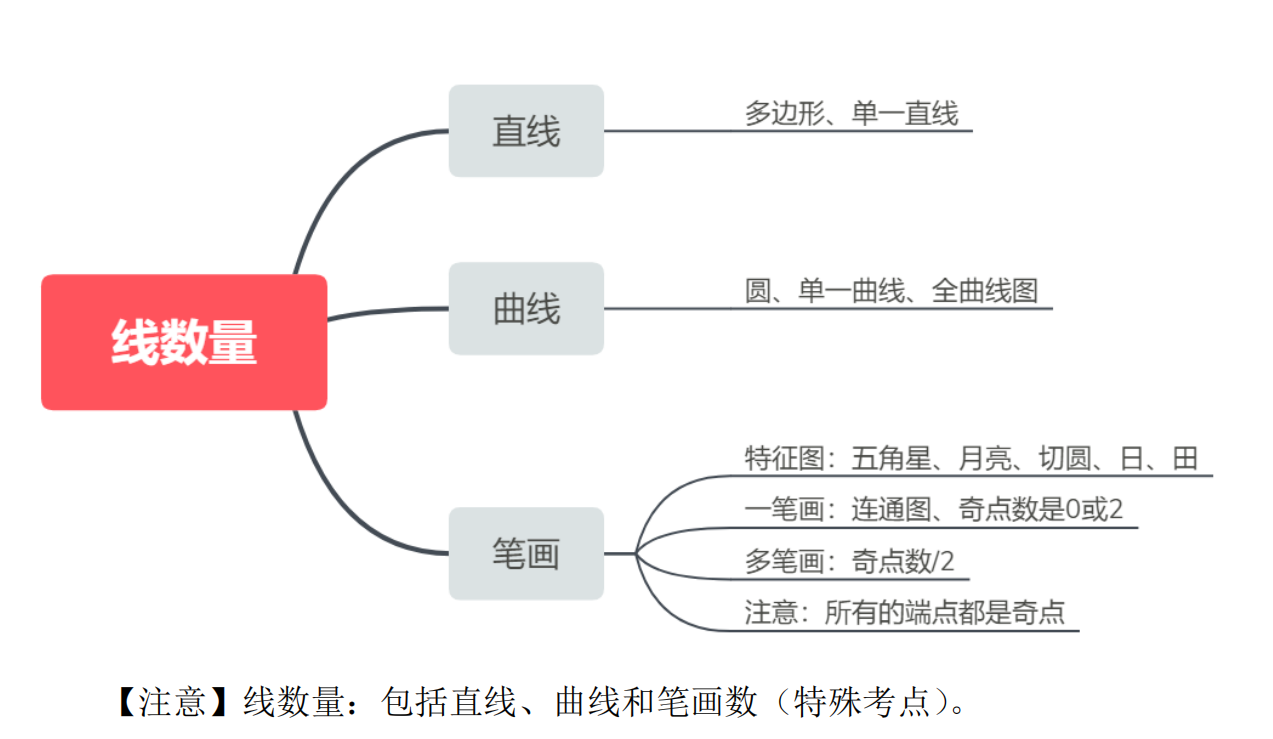 线数量
直线
多边形、单一直线
曲线
圆、单一曲线、全曲线图
笔画
特征图：五角星、月亮、切圆、日、田
一笔画：连通图、奇点数是0或2
多笔画：奇点数/2
注意：所有的端点都是奇点
【注意】线数量：包括直线、曲线和笔画数（特殊考点）。